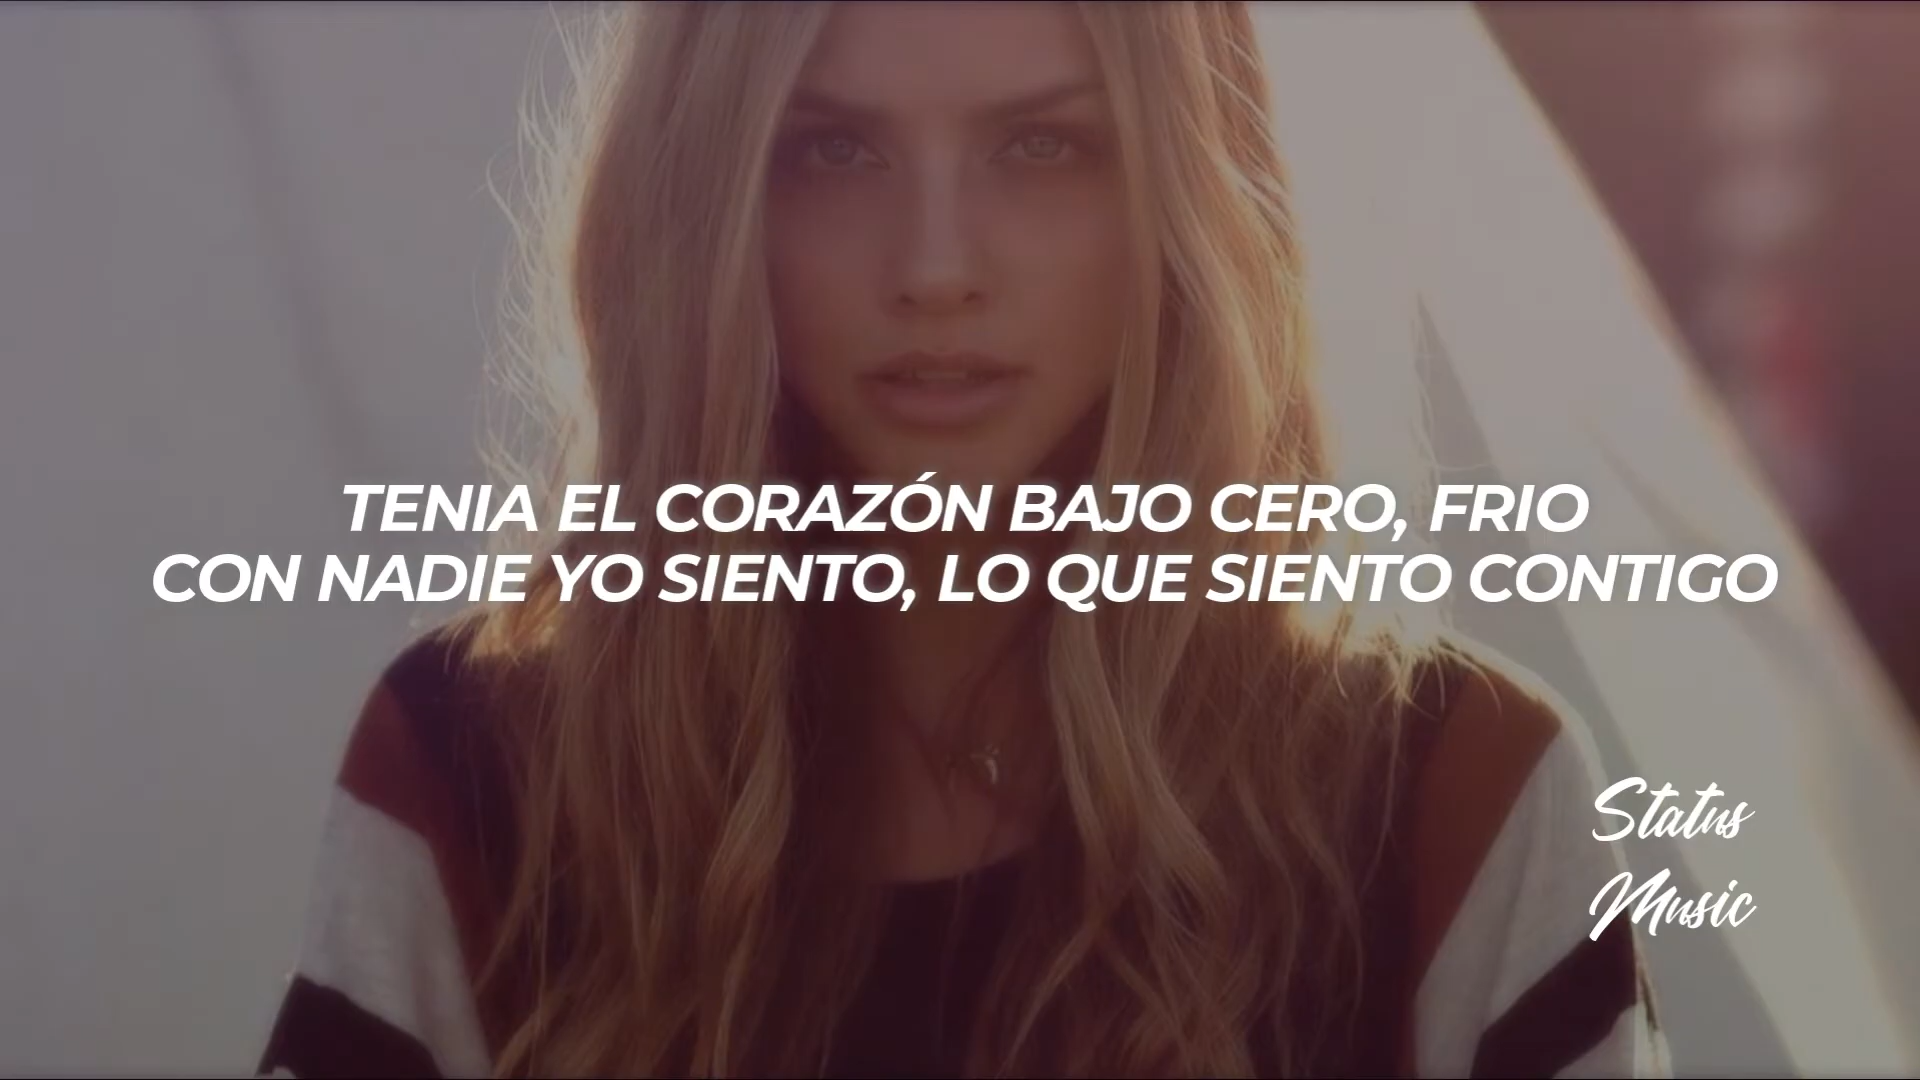 TENIA EL CORAZÓN BAJO CERO, FRIO
CON NADIE YO SIENTO, LO QUE SIENTO CONTIGO
Status
Music